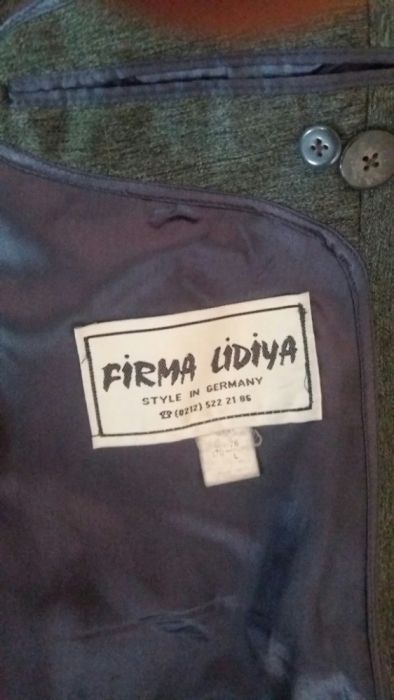 FiRMA LiDiYA
STYLE IN GERMANY
☎ (0212) 522 21 86
L